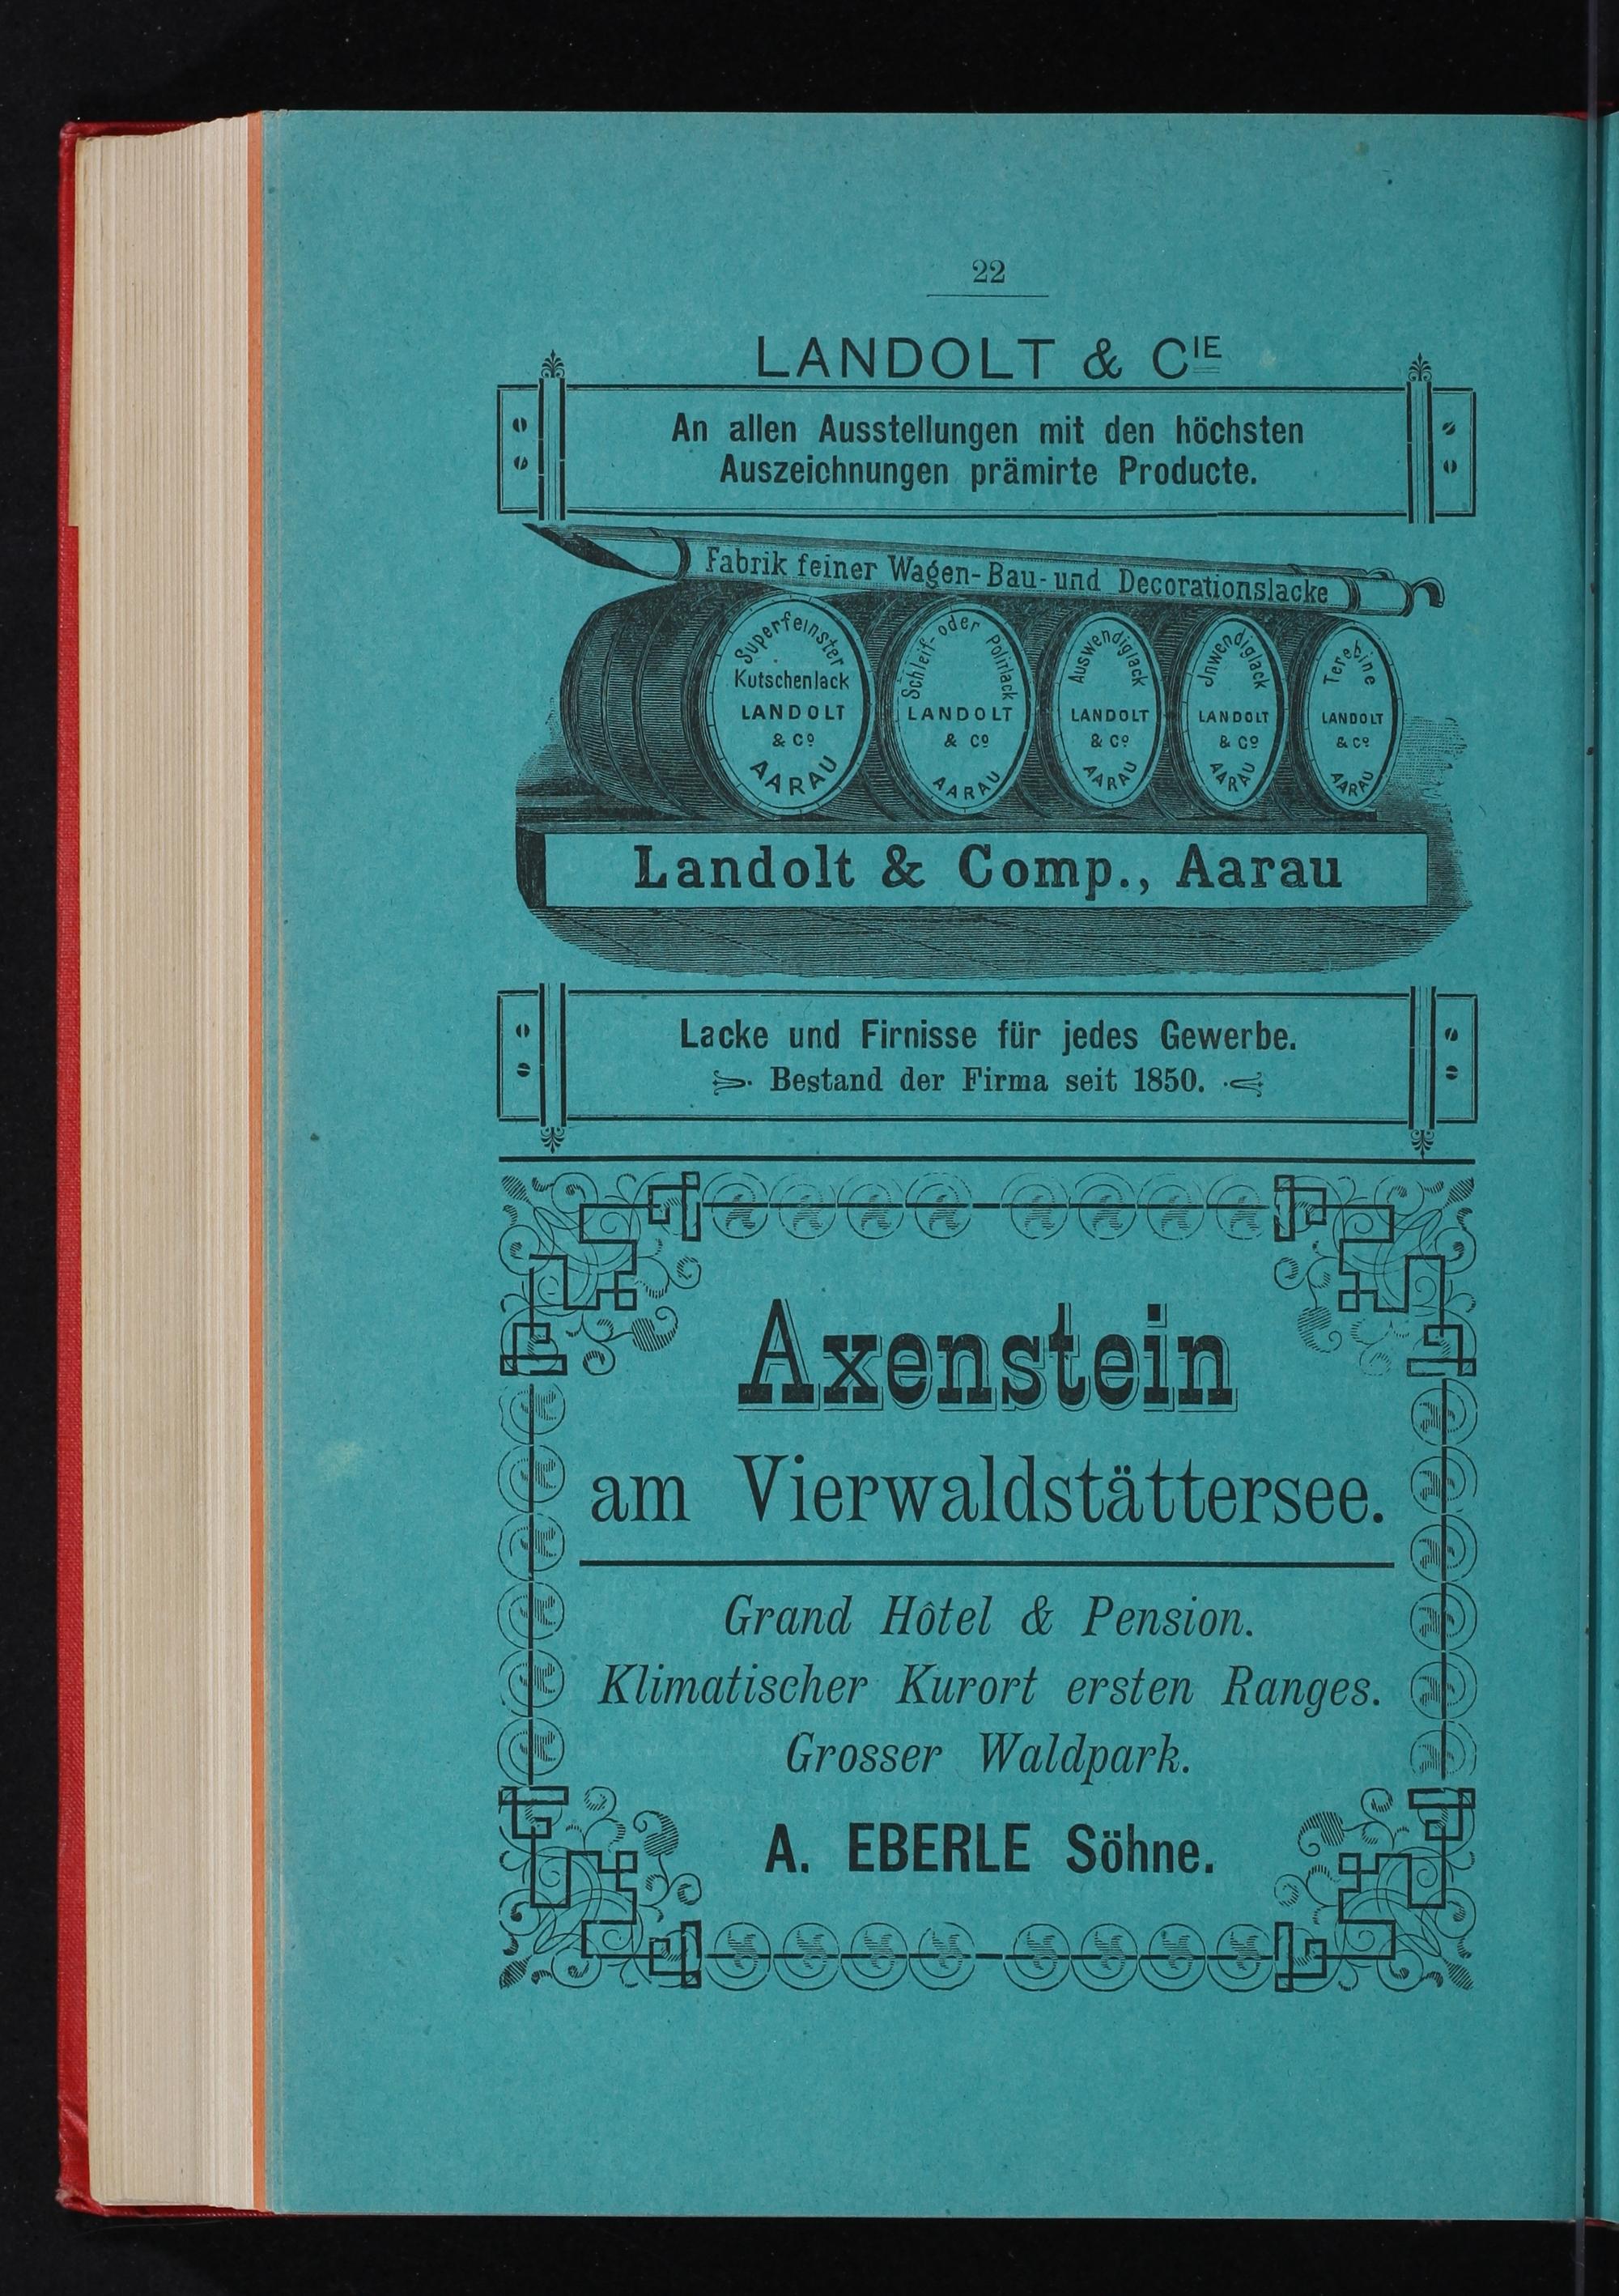 22
LANDOLT & CIE
An allen Ausstellungen mit den höchsten
Auszeichnungen prämirte Producte.
Fabrik feiner Wagen- Bau- und Decorationslacke
Superfeinster
Kutschenlack
LANDOLT
& Co
AARAU
Schleif- oder Politlack
LANDOLT
& Co
AARAU
Auswendiglack
LANDOLT
& Co
AARAU
Jnwendiglack
LANDOLT
& Co
AARAU
Terebine
LANDOLT
& Co
AARAU
Landolt & Comp., Aarau
Lacke und Firnisse für jedes Gewerbe.
Bestand der Firma seit 1850.
Axenstein
am Vierwaldstättersee.
Grand Hôtel & Pension.
Klimatischer Kurort ersten Ranges.
Grosser Waldpark.
A. EBERLE Söhne.